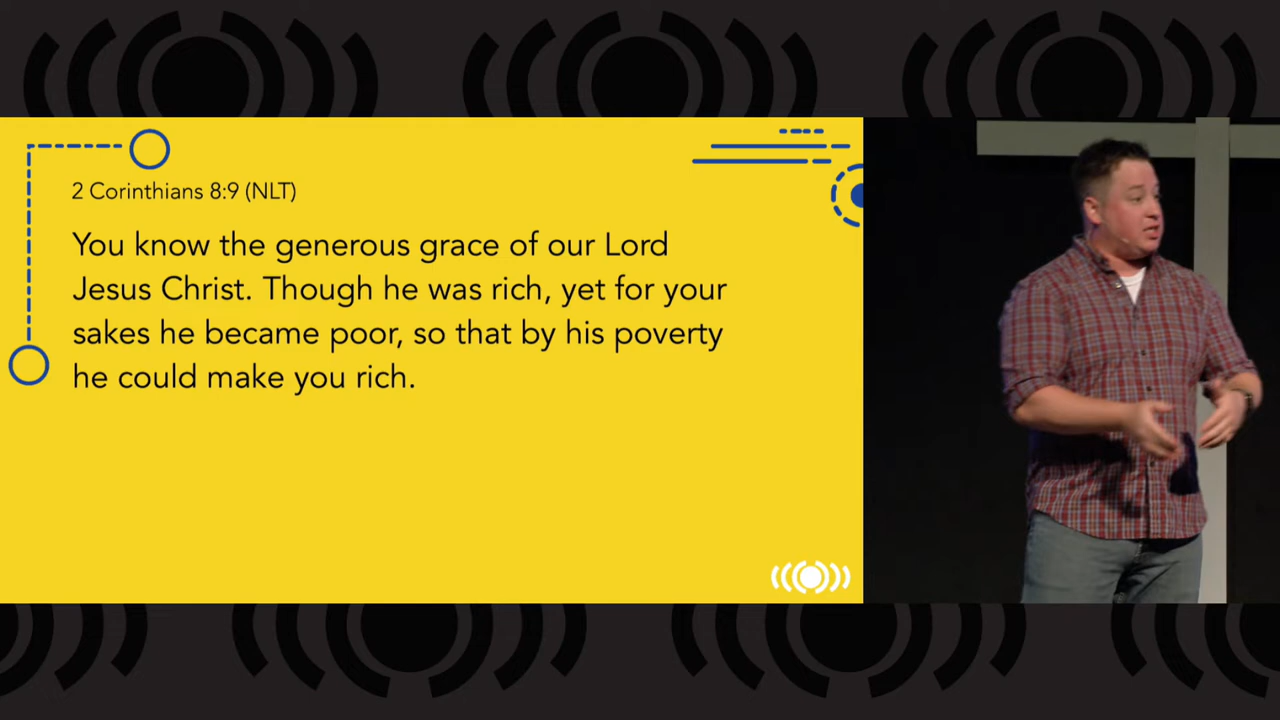 2 Corinthians 8:9 (NLT)
You know the generous grace of our Lord
Jesus Christ. Though he was rich, yet for your
sakes he became poor, so that by his poverty
he could make you rich.